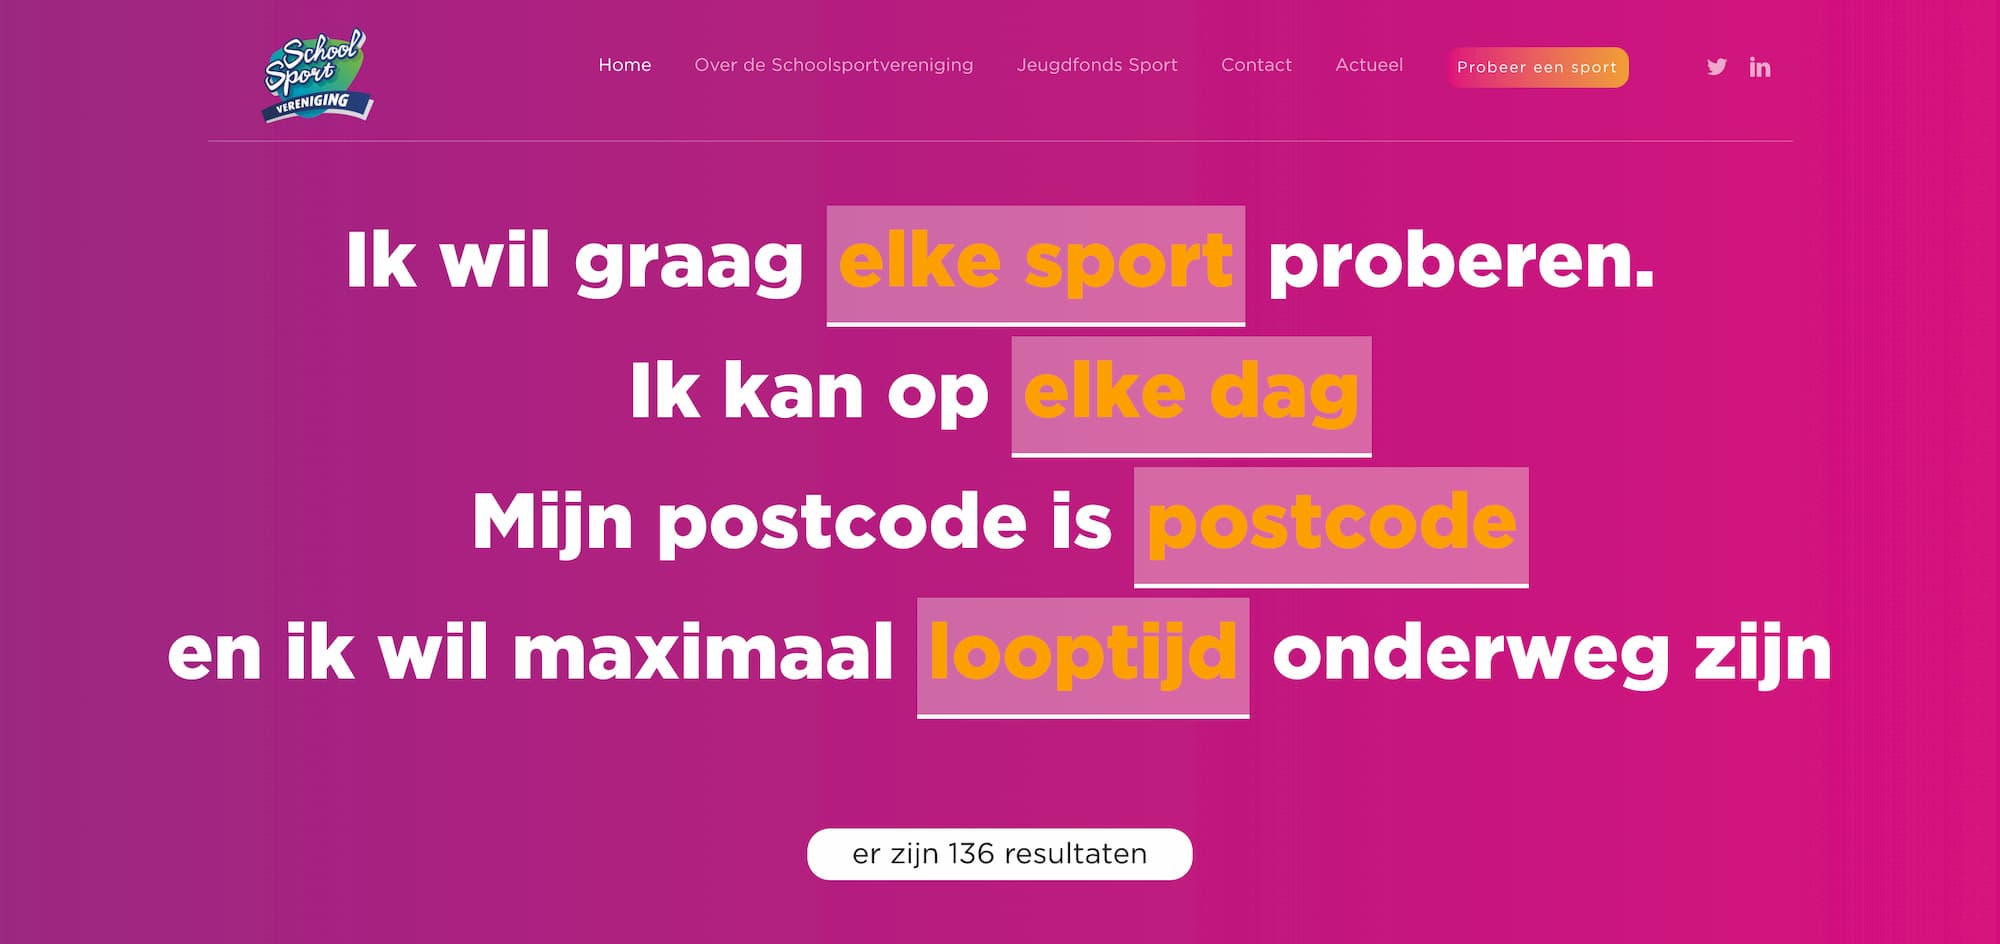 School
Sport
VERENIGING
Home
Over de Schoolsportvereniging
Jeugdfonds Sport
Contact
Actueel
Probeer een sport
in
Ik wil graag elke sport proberen.
Ik kan op elke dag
Mijn postcode is postcode
en ik wil maximaal looptijd onderweg zijn
er zijn 136 resultaten